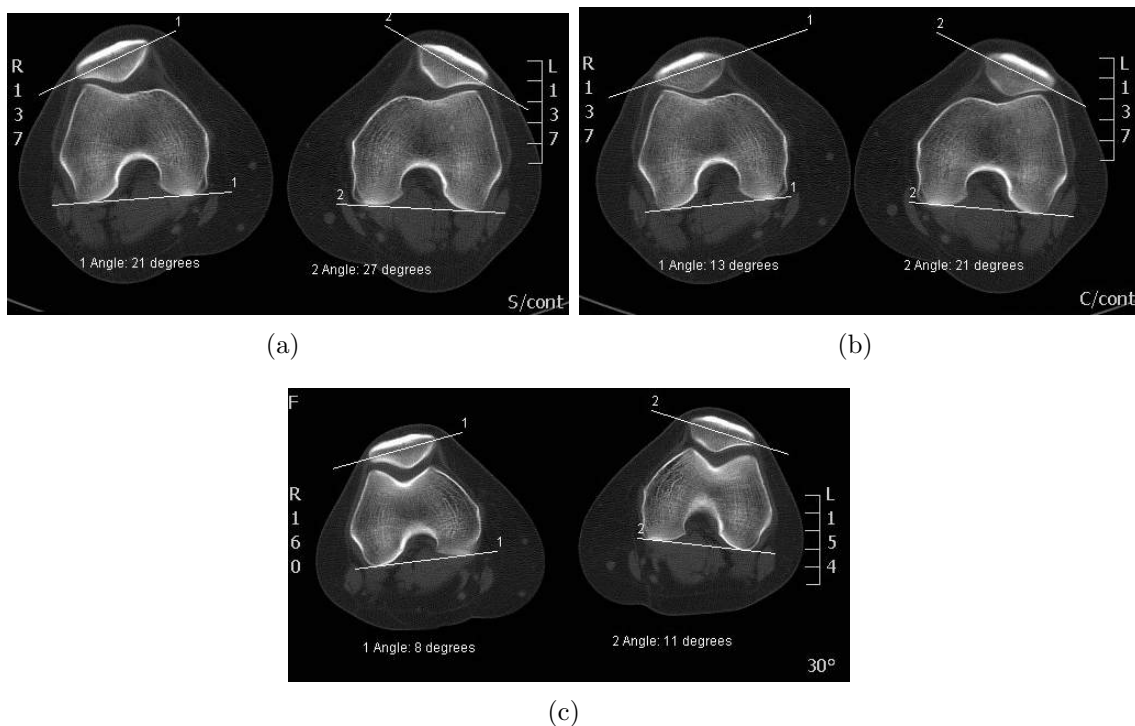 1
2
R
1
3
7
L
1
3
7
1
2
1 Angle: 21 degrees
2 Angle: 27 degrees
S/cont
(a)
1
2
R
1
3
7
L
1
3
7
1
2
1 Angle: 13 degrees
2 Angle: 21 degrees
C/cont
(b)
F
1
2
R
1
6
0
L
1
5
4
1
2
1 Angle: 8 degrees
2 Angle: 11 degrees
30°
(c)